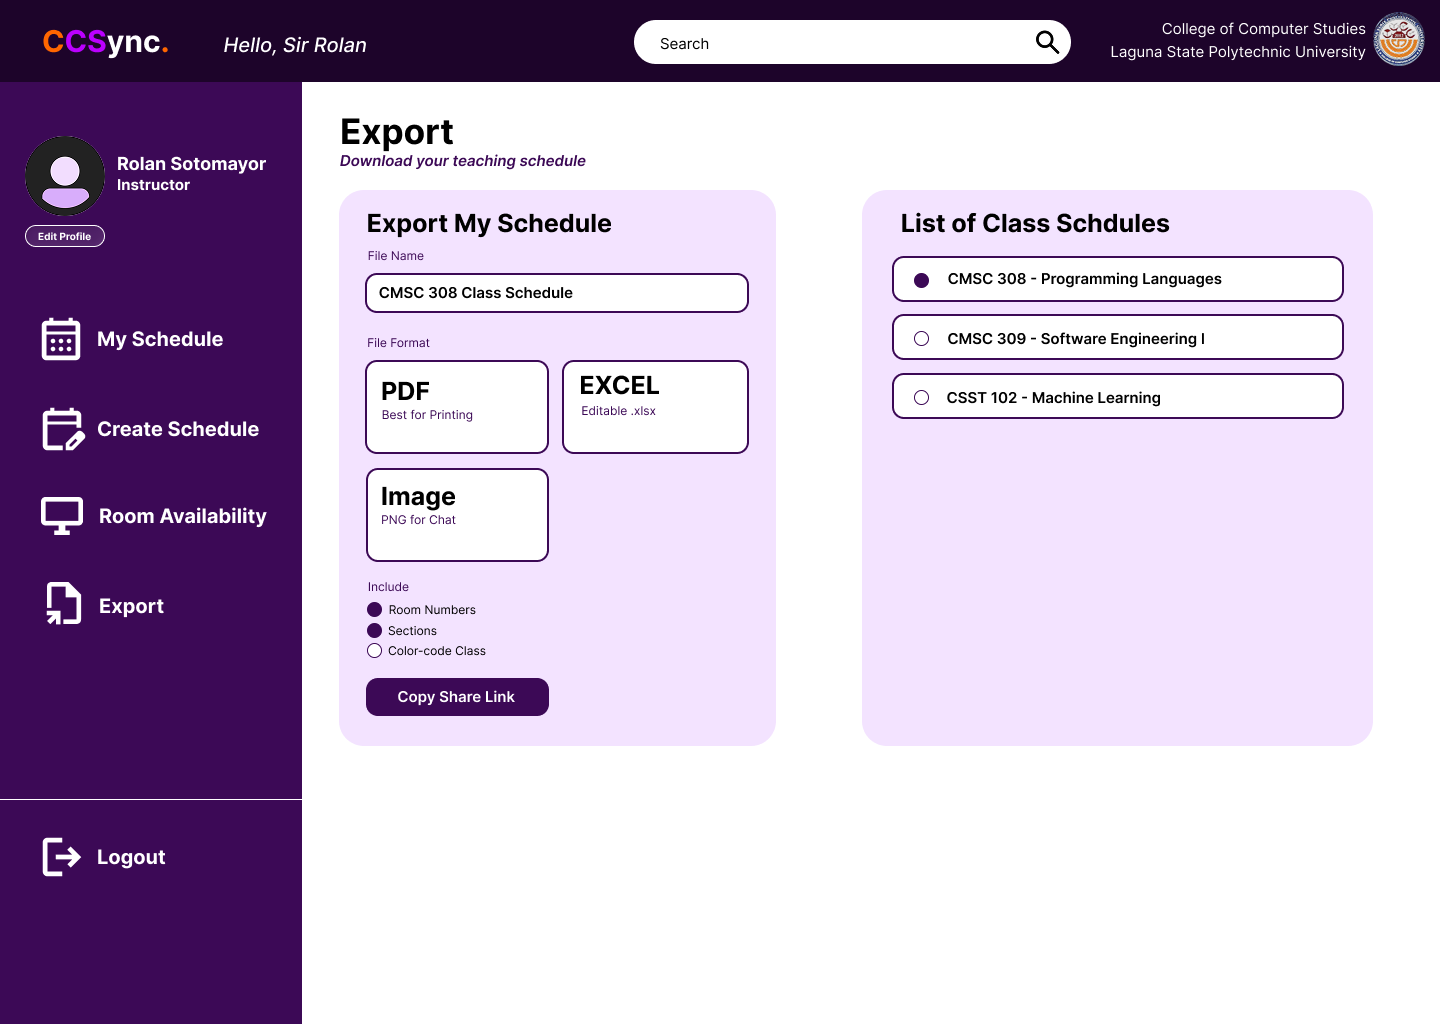 CCSync.
Hello, Sir Rolan
Search
College of Computer Studies
Laguna State Polytechnic University
Rolan Sotomayor
Instructor
Edit Profile
My Schedule
Create Schedule
Room Availability
Export
Logout
Export
Download your teaching schedule
Export My Schedule
File Name
CMSC 308 Class Schedule
File Format
PDF
Best for Printing
EXCEL
Editable .xlsx
Image
PNG for Chat
Include
Room Numbers
Sections
Color-code Class
Copy Share Link
List of Class Schdules
CMSC 308 - Programming Languages
CMSC 309 - Software Engineering I
CSST 102 - Machine Learning